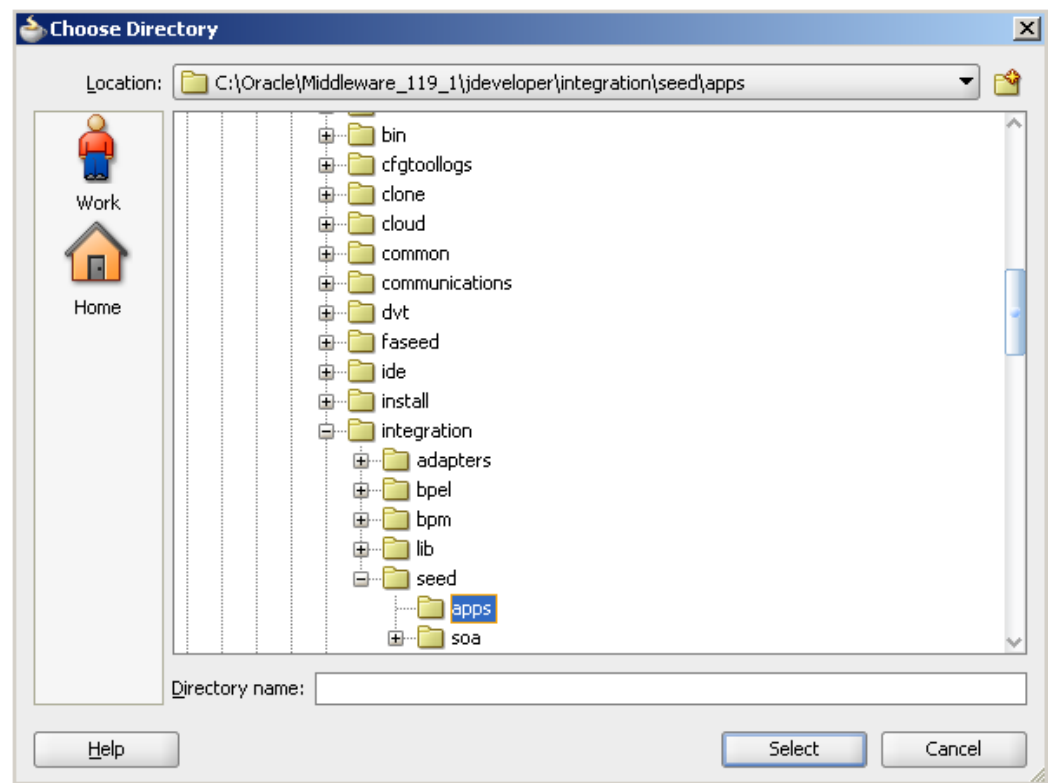 Choose Directory
Location: C:\Oracle\Middleware_119_1\jdeveloper\integration\seed\apps
Work
Home
bin
cfgtoollogs
clone
cloud
common
communications
dvt
faseed
ide
install
integration
adapters
bpel
bpm
lib
seed
apps
soa
Directory name:
Help Select Cancel